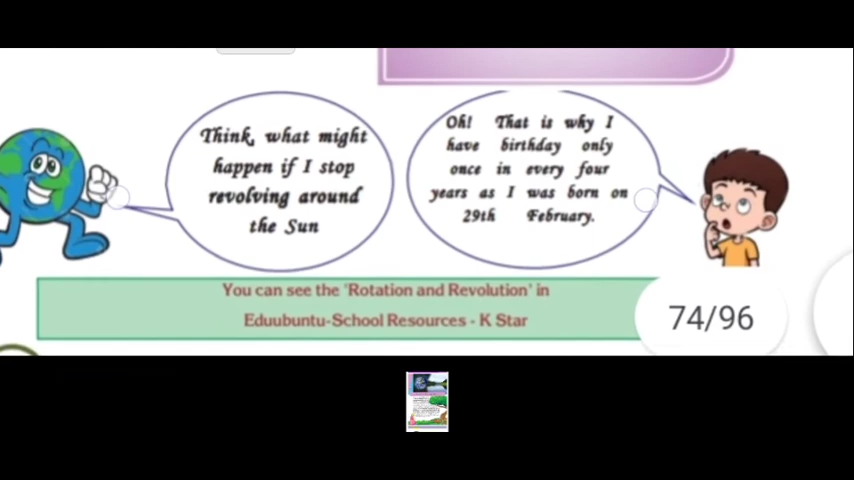 Think, what might
happen if I stop
revolving around
the Sun
Oh! That is why I
have birthday only
once in every four
years as I was born on
29th February.
You can see the 'Rotation and Revolution' in
Eduubuntu-School Resources - K Star
74/96